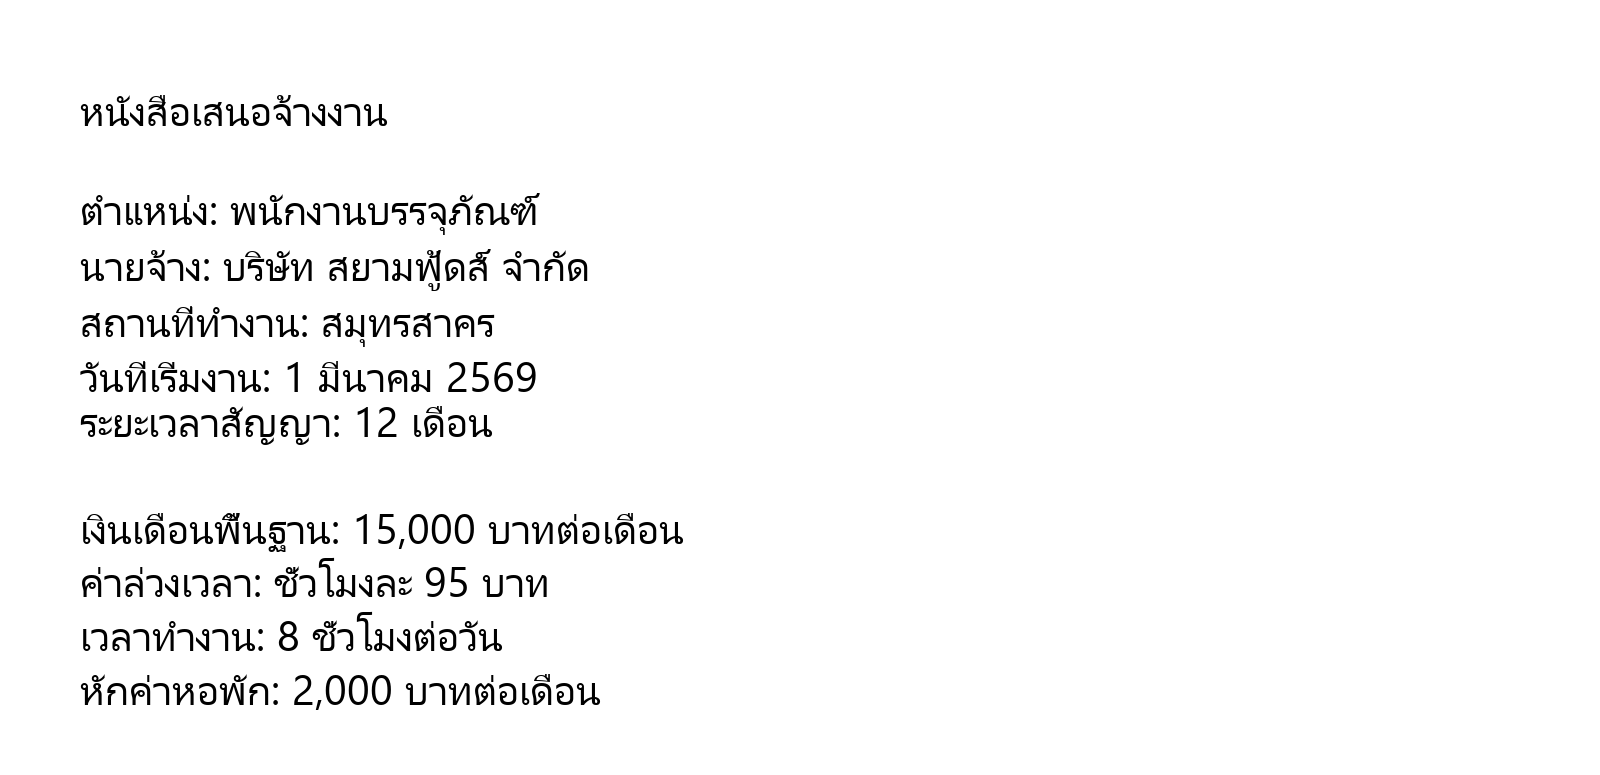 หนังสือเสนอจ้างงาน
ตำแหน่ง: พนักงานบรรจุภัณฑ์
นายจ้าง: บริษัท สยามฟู้ดส์ จำกัด
สถานที่ทำงาน: สมุทรสาคร
วันที่เริ่มงาน: 1 มีนาคม 2569
ระยะเวลาสัญญา: 12 เดือน
เงินเดือนพื้นฐาน: 15,000 บาทต่อเดือน
ค่าล่วงเวลา: ชั่วโมงละ 95 บาท
เวลาทำงาน: 8 ชั่วโมงต่อวัน
หักค่าหอพัก: 2,000 บาทต่อเดือน